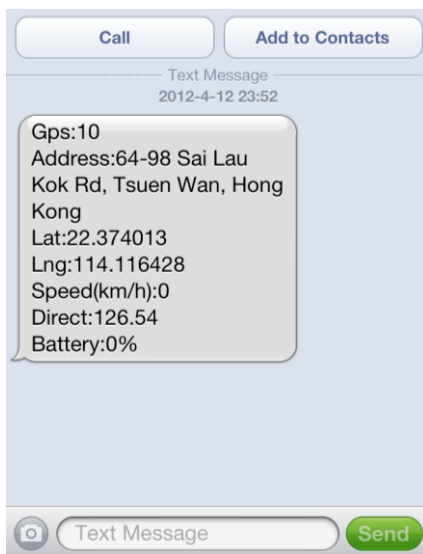 Call
Add to Contacts
Text Message
2012-4-12 23:52
Gps:10
Address:64-98 Sai Lau
Kok Rd, Tsuen Wan, Hong
Kong
Lat:22.374013
Lng:114.116428
Speed(km/h):0
Direct:126.54
Battery:0%
Text Message
Send